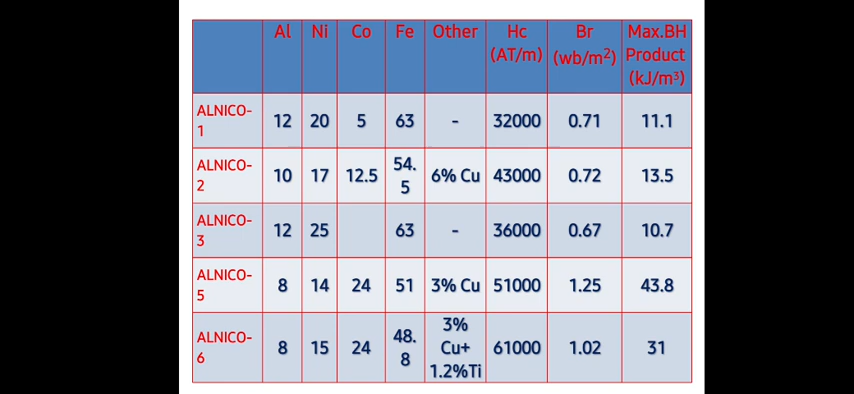 Al Ni Co Fe Other Hc (AT/m) Br (wb/m²) Max.BH Product (kJ/m³)
ALNICO-1 12 20 5 63 - 32000 0.71 11.1
ALNICO-2 10 17 12.5 54.5 6% Cu 43000 0.72 13.5
ALNICO-3 12 25 63 - 36000 0.67 10.7
ALNICO-5 8 14 24 51 3% Cu 51000 1.25 43.8
ALNICO-6 8 15 24 48.8 3% Cu+ 1.2%Ti 61000 1.02 31